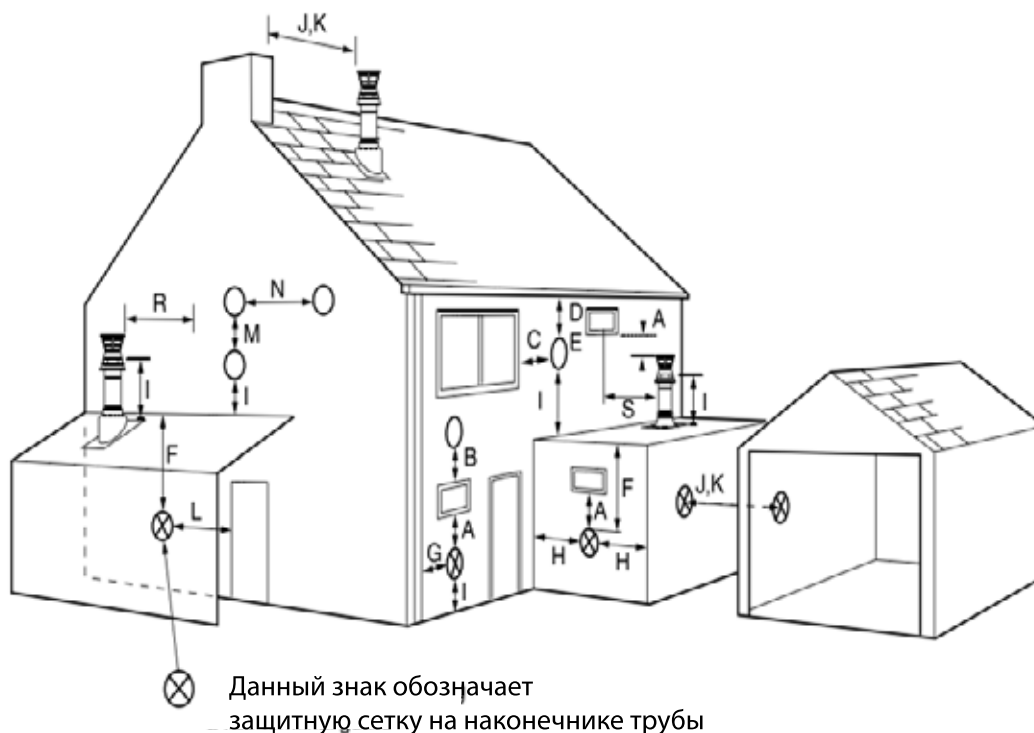 J,K
R
N
M
I
I
F
L
D
E
C
A
I
S
I
B
A
G
I
F
A
H
H
J,K
Данный знак обозначает
защитную сетку на наконечнике трубы